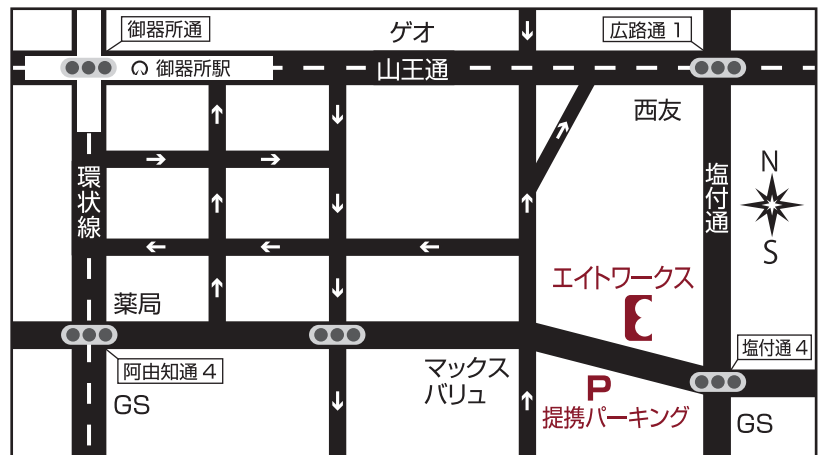 御器所通
ゲオ
広路通1
御器所駅
山王通
西友
環状線
塩付通
N
S
エイトワークス
薬局
塩付通4
阿由知通4
マックス
バリュ
P
提携パーキング
GS
GS